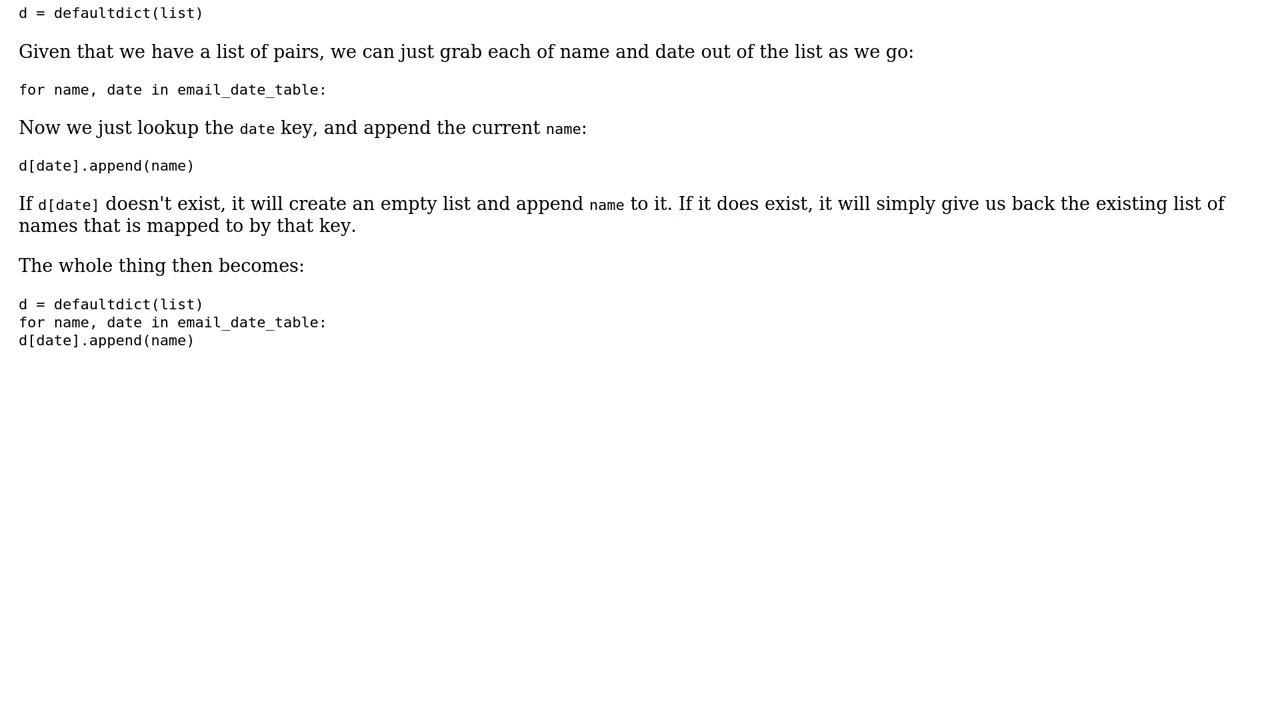 d = defaultdict(list)
Given that we have a list of pairs, we can just grab each of name and date out of the list as we go:
for name, date in email_date_table:
Now we just lookup the date key, and append the current name:
d[date].append(name)
If d[date] doesn't exist, it will create an empty list and append name to it. If it does exist, it will simply give us back the existing list of
names that is mapped to by that key.
The whole thing then becomes:
d = defaultdict(list)
for name, date in email_date_table:
d[date].append(name)